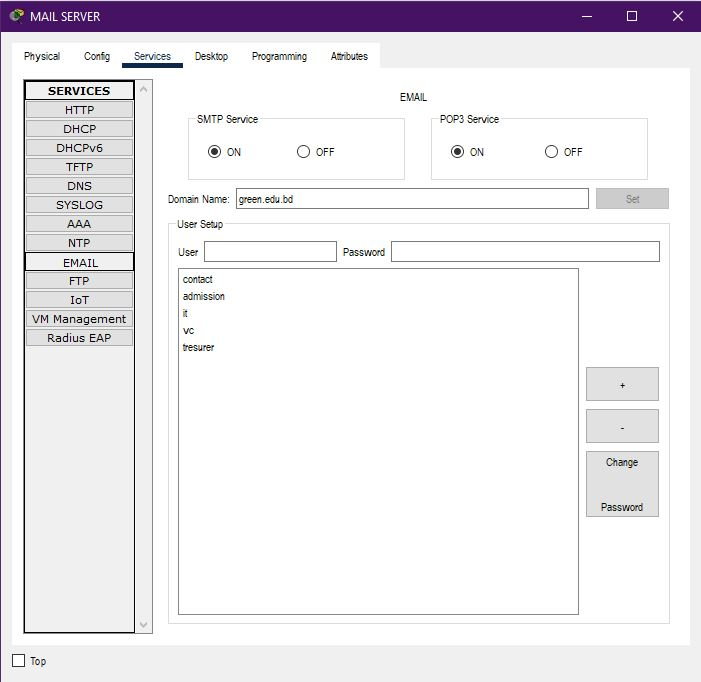 MAIL SERVER
Physical Config Services Desktop Programming Attributes
SERVICES
HTTP
DHCP
DHCPv6
TFTP
DNS
SYSLOG
AAA
NTP
EMAIL
FTP
IoT
VM Management
Radius EAP
EMAIL
SMTP Service
ON OFF
POP3 Service
ON OFF
Domain Name: green.edu.bd Set
User Setup
User Password
contact
admission
it
vc
tresurer
+
-
Change
Password
Top